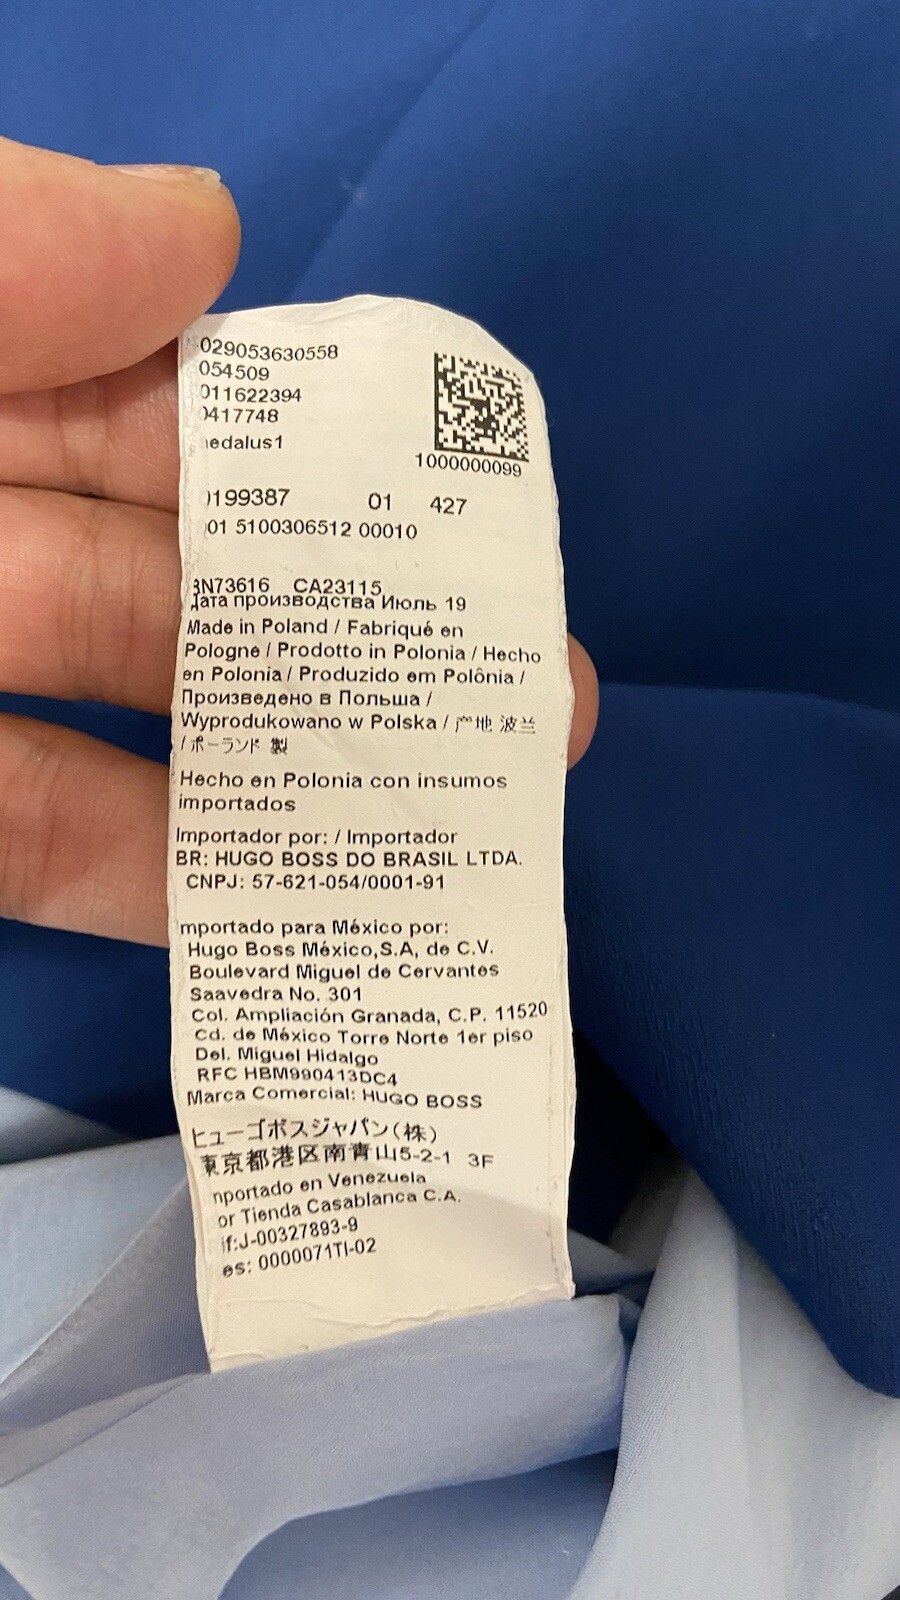 029053630558
054509
011622394
0417748
1000000099
199387 01 427
01 5100306512 00010
BN73616 CA23115
Дата производства Июль 19
Made in Poland / Fabriqué en
Pologne / Prodotto in Polonia / Hecho
en Polonia / Produzido em Polônia /
Произведено в Польша /
Wyprodukowano w Polska / 产地 波兰
/ ポーランド 製
Hecho en Polonia con insumos
importados
Importador por: / Importador
BR: HUGO BOSS DO BRASIL LTDA.
CNPJ: 57-621-054/0001-91
mportado para México por:
Hugo Boss México,S.A, de C.V.
Boulevard Miguel de Cervantes
Saavedra No. 301
Col. Ampliación Granada, C.P. 11520
Cd. de México Torre Norte 1er piso
Del. Miguel Hidalgo
RFC HBM990413DC4
Marca Comercial: HUGO BOSS
ヒューゴボスジャパン(株)
東京都港区南青山5-2-1 3F
mportado en Venezuela
or Tienda Casablanca C.A.
if:J-00327893-9
es: 0000071TI-02